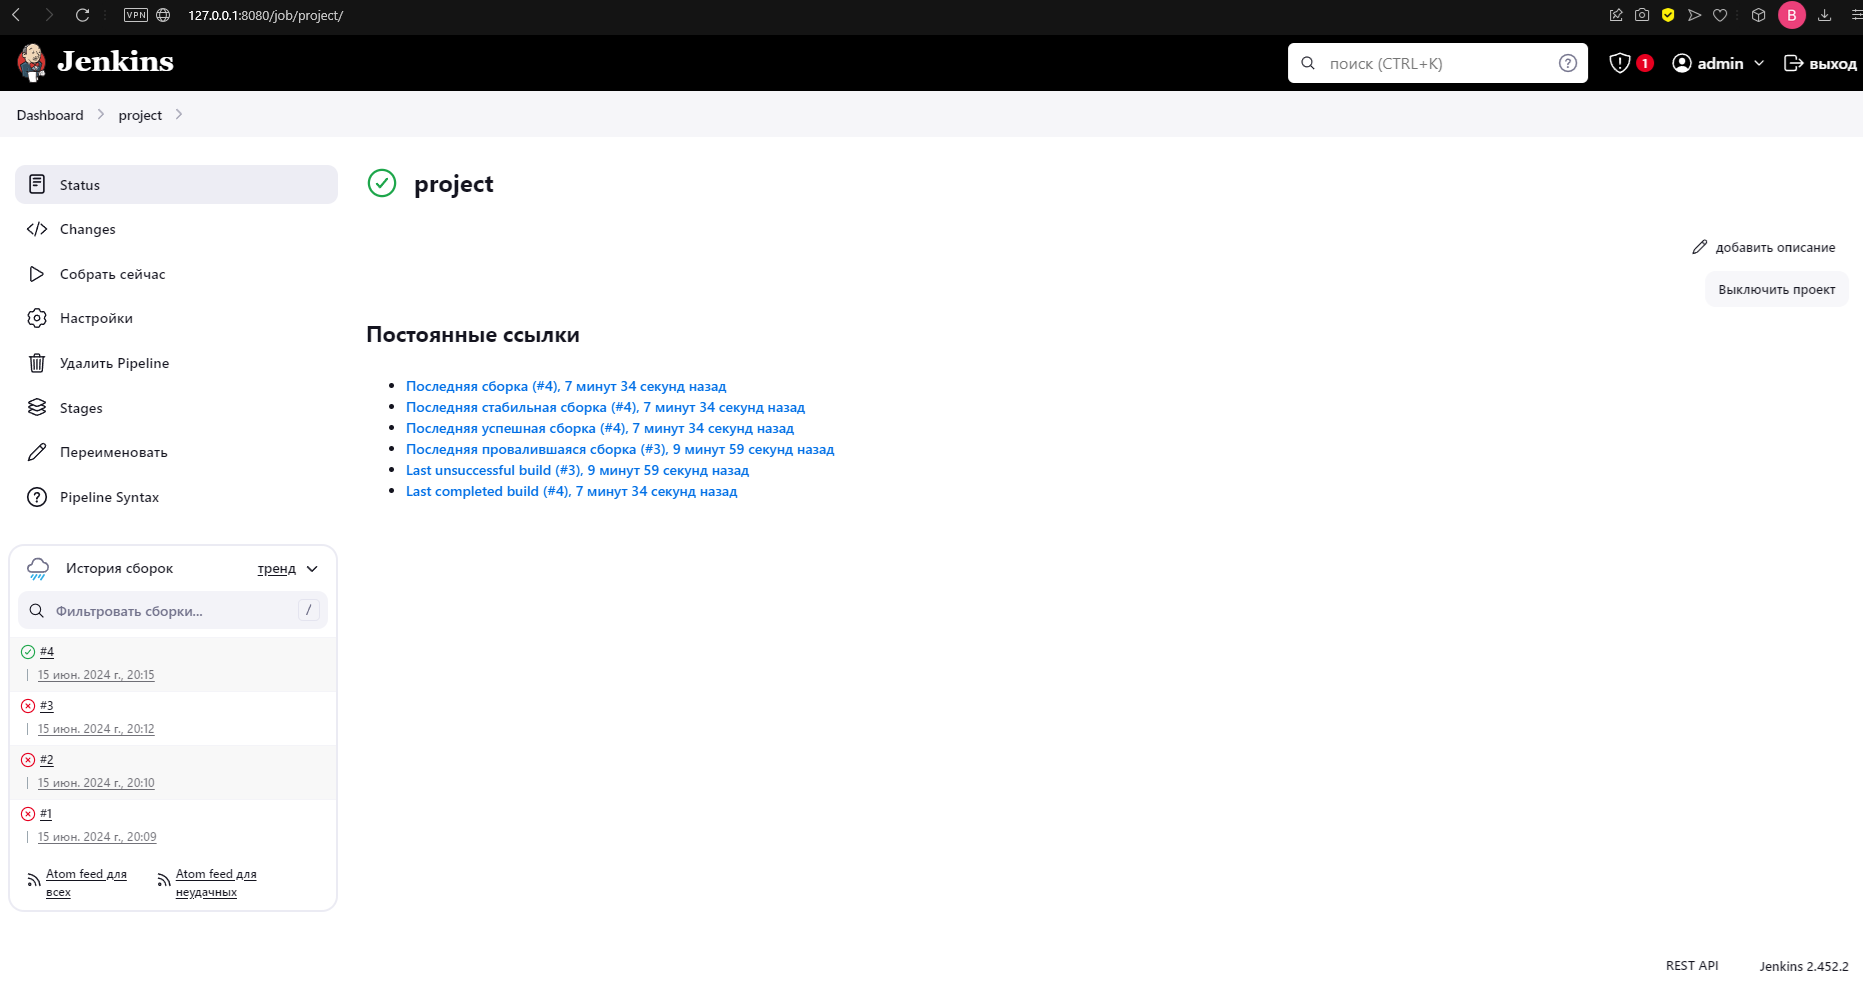 VPN 127.0.0.1:8080/job/project/ B
Jenkins поиск (CTRL+K) ? 1 admin выход
Dashboard project
Status
Changes
Собрать сейчас
Настройки
Удалить Pipeline
Stages
Переименовать
Pipeline Syntax
История сборок тренд
Фильтровать сборки... /
#4
15 июн. 2024 г., 20:15
#3
15 июн. 2024 г., 20:12
#2
15 июн. 2024 г., 20:10
#1
15 июн. 2024 г., 20:09
Atom feed для
всех
Atom feed для
неудачных
project
добавить описание
Выключить проект
Постоянные ссылки
Последняя сборка (#4), 7 минут 34 секунд назад
Последняя стабильная сборка (#4), 7 минут 34 секунд назад
Последняя успешная сборка (#4), 7 минут 34 секунд назад
Последняя провалившаяся сборка (#3), 9 минут 59 секунд назад
Last unsuccessful build (#3), 9 минут 59 секунд назад
Last completed build (#4), 7 минут 34 секунд назад
REST API Jenkins 2.452.2